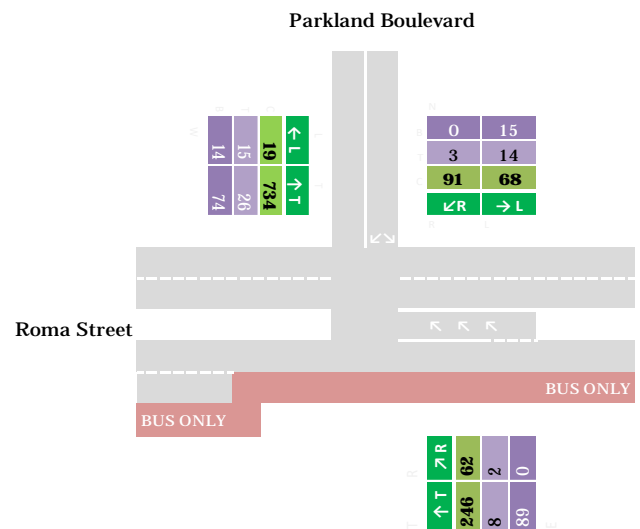 Parkland Boulevard
14 15 19 ←L
74 26 734 →T
0 15
3 14
91 68
↙R →L
Roma Street
BUS ONLY
BUS ONLY
↗R 62 2 0
↑T 246 8 89